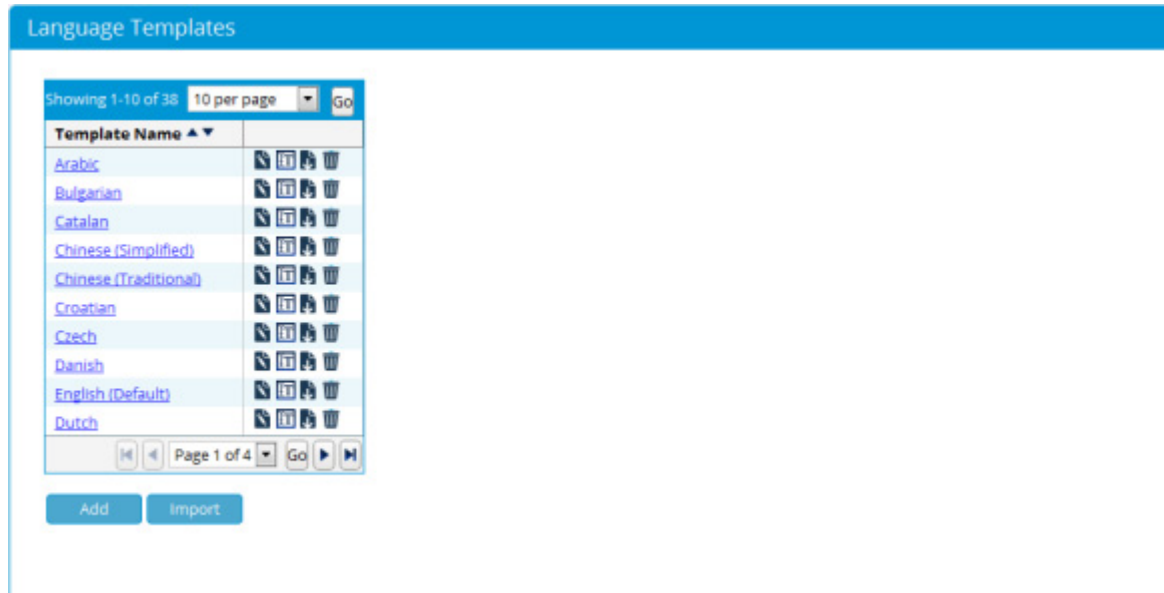 Language Templates
Showing 1-10 of 38 10 per page Go
Template Name
Arabic
Bulgarian
Catalan
Chinese (Simplified)
Chinese (Traditional)
Croatian
Czech
Danish
English (Default)
Dutch
Page 1 of 4 Go
Add Import